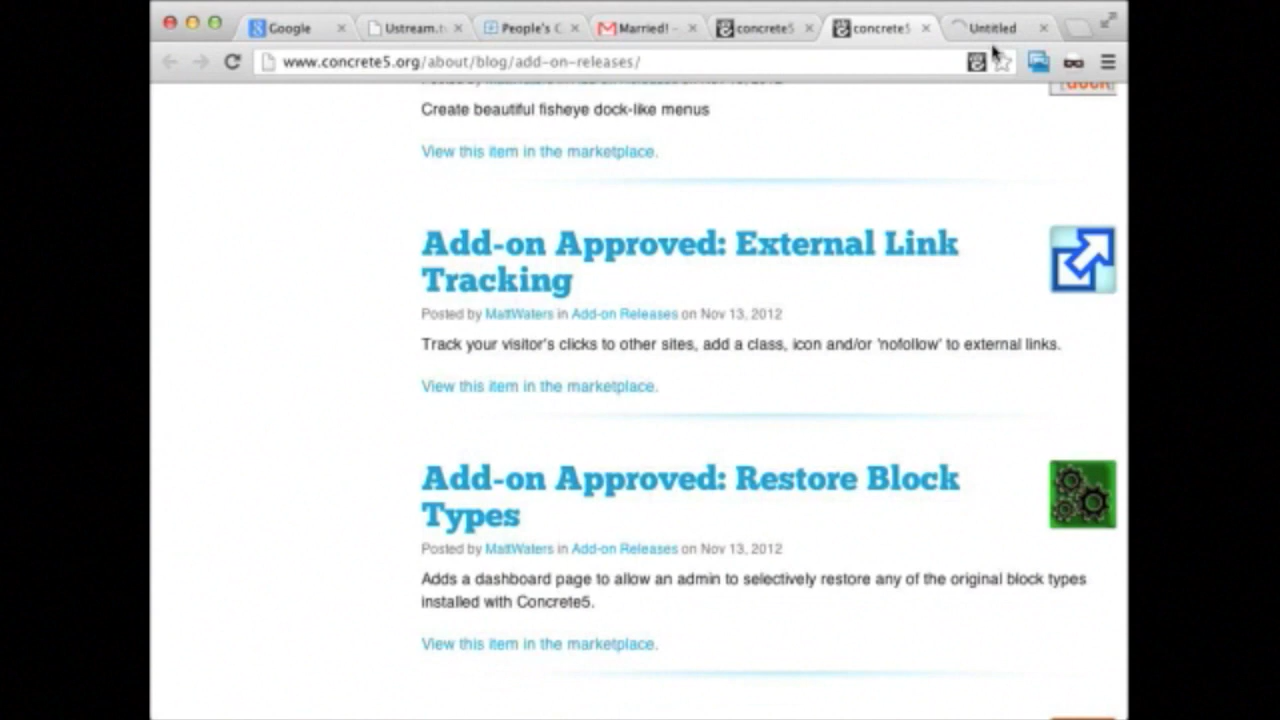 Google
Ustream.t
People's C
Married! -
concrete5
concrete5
Untitled
www.concrete5.org/about/blog/add-on-releases/
dock
Create beautiful fisheye dock-like menus
View this item in the marketplace.
Add-on Approved: External Link
Tracking
Posted by MattWaters in Add-on Releases on Nov 13, 2012
Track your visitor's clicks to other sites, add a class, icon and/or 'nofollow' to external links.
View this item in the marketplace.
Add-on Approved: Restore Block
Types
Posted by MattWaters in Add-on Releases on Nov 13, 2012
Adds a dashboard page to allow an admin to selectively restore any of the original block types
installed with Concrete5.
View this item in the marketplace.